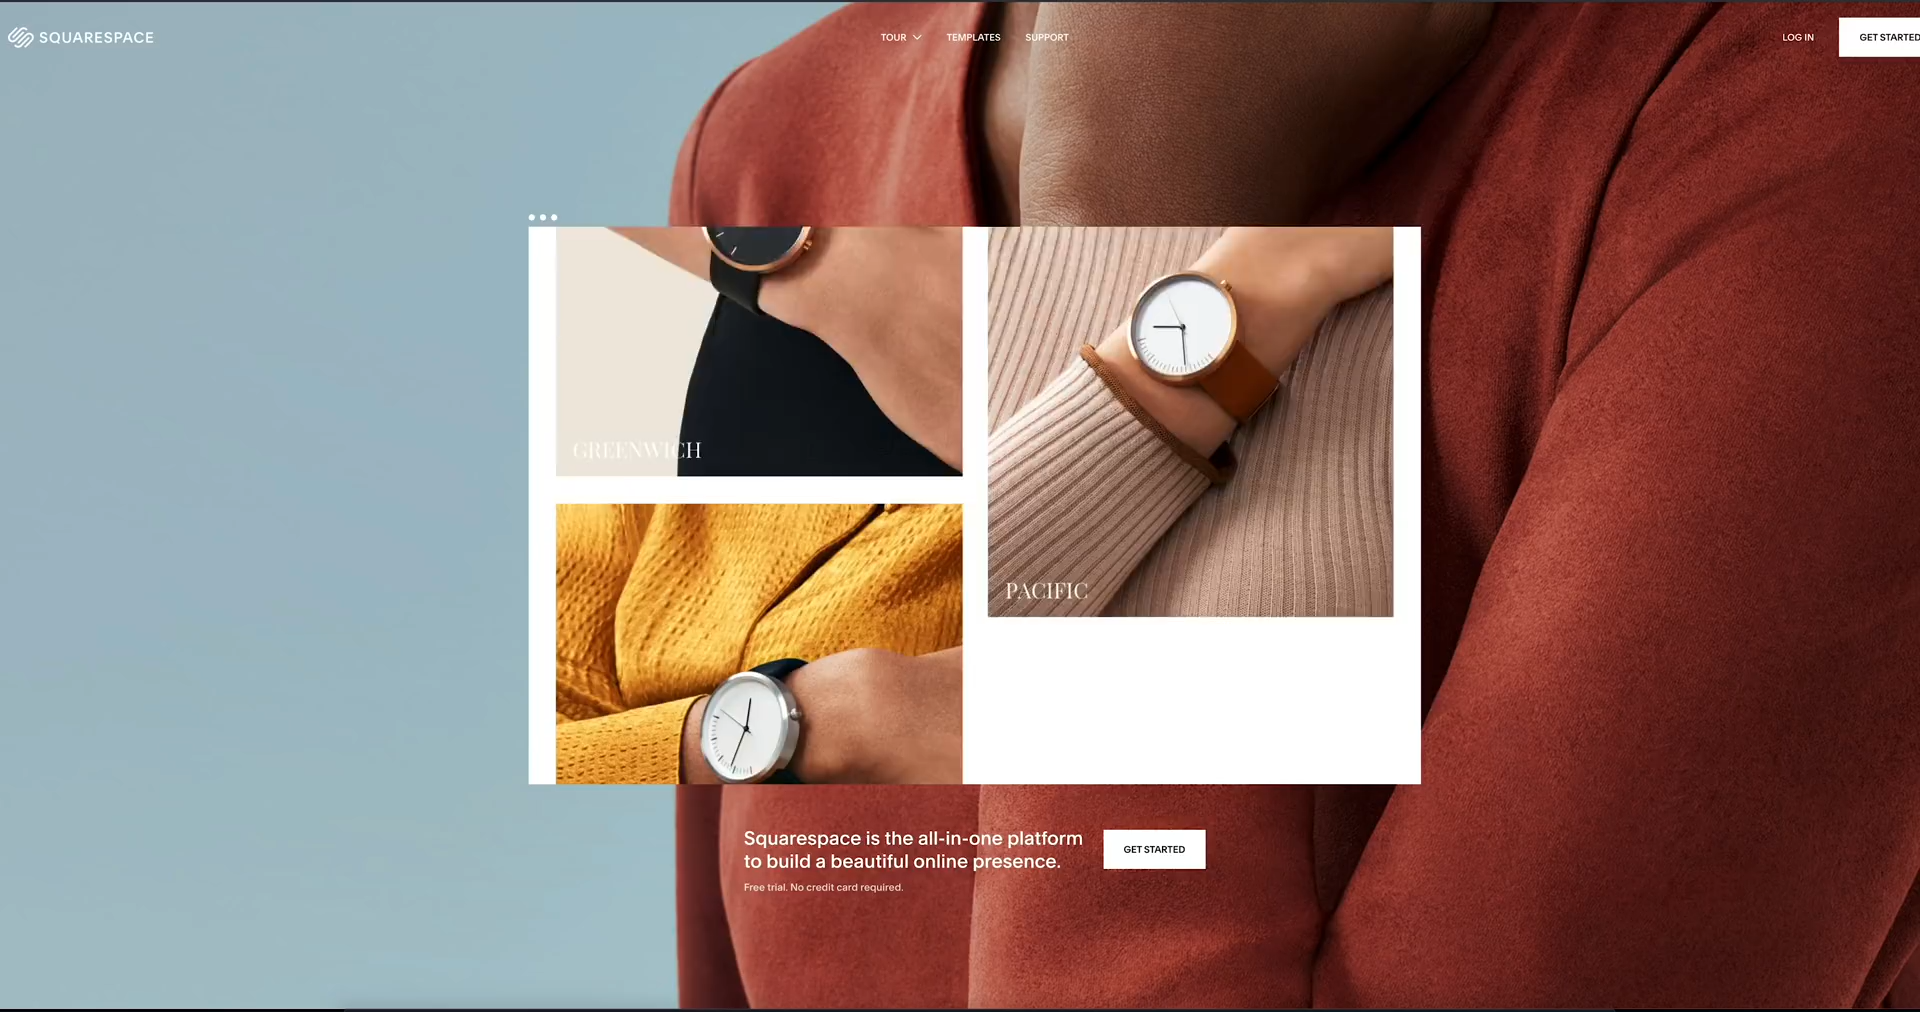 SQUARESPACE
TOUR
TEMPLATES
SUPPORT
LOG IN
GET STARTED
GREENWICH
PACIFIC
Squarespace is the all-in-one platform
to build a beautiful online presence.
GET STARTED
Free trial. No credit card required.